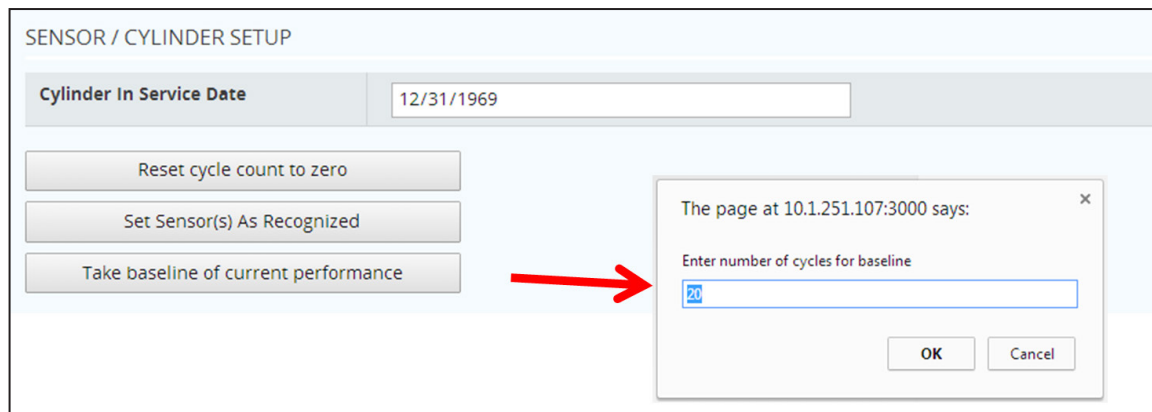 SENSOR / CYLINDER SETUP
Cylinder In Service Date
12/31/1969
Reset cycle count to zero
Set Sensor(s) As Recognized
Take baseline of current performance
The page at 10.1.251.107:3000 says:
×
Enter number of cycles for baseline
20
OK
Cancel